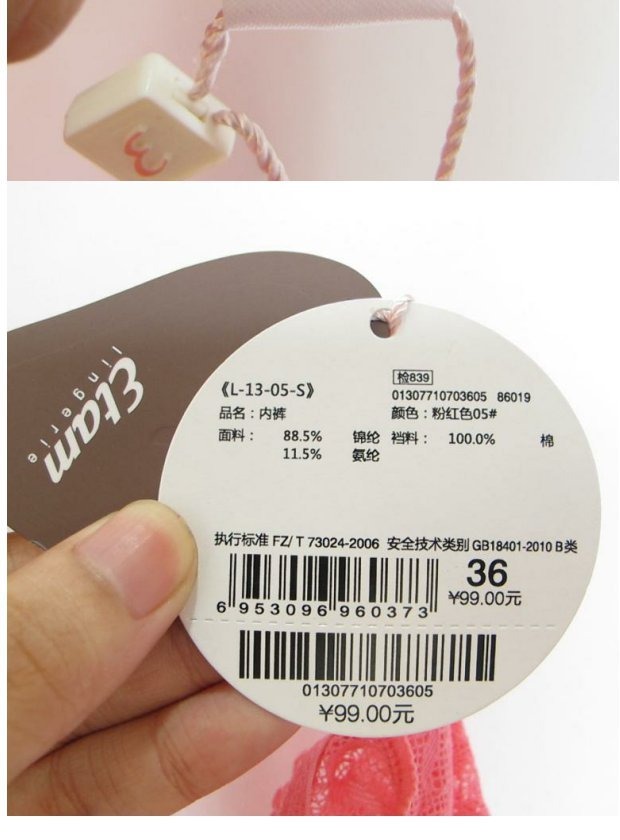 Etam
lingerie
《L-13-05-S》
检839
01307710703605 86019
品名：内裤
颜色：粉红色05#
面料： 88.5% 锦纶 裆料： 100.0% 棉
11.5% 氨纶
执行标准 FZ/T 73024-2006 安全技术类别 GB18401-2010 B类
36
¥99.00元
6 953096 960373
01307710703605
¥99.00元